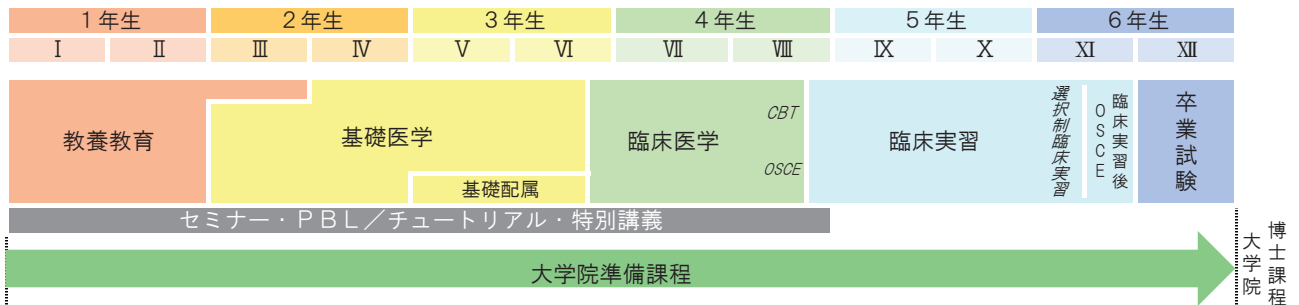 1年生 2年生 3年生 4年生 5年生 6年生
Ⅰ Ⅱ Ⅲ Ⅳ Ⅴ Ⅵ Ⅶ Ⅷ Ⅸ Ⅹ Ⅺ Ⅻ
教養教育
基礎医学
基礎配属
臨床医学
CBT
OSCE
臨床実習
選択制臨床実習
臨床実習後
OSCE
卒業試験
セミナー・PBL/チュートリアル・特別講義
大学院準備課程
博士課程
大学院